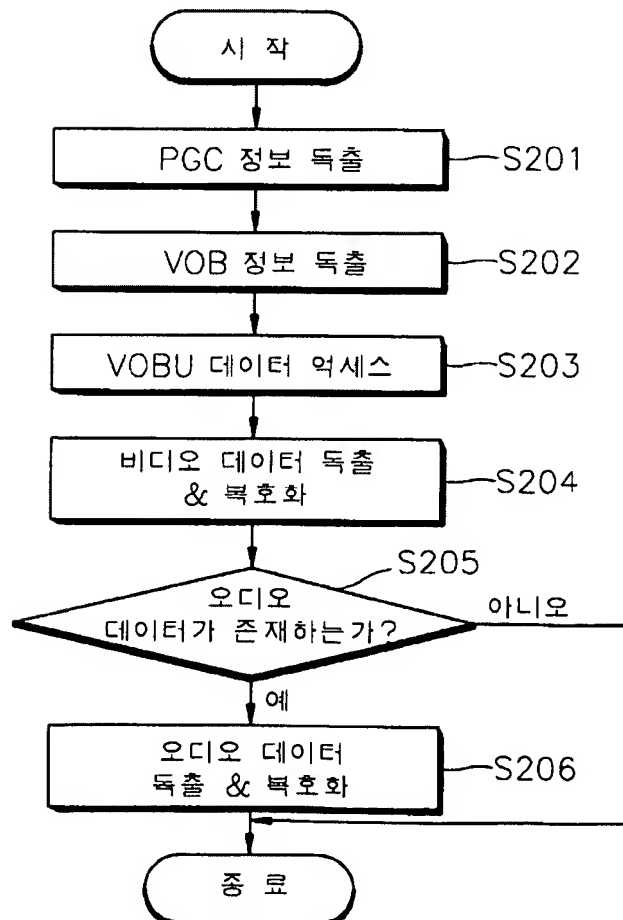 시 작
PGC 정보 독출
S201
VOB 정보 독출
S202
VOBU 데이터 억세스
S203
비디오 데이터 독출
& 복호화
S204
S205
오디오
데이터가 존재하는가?
아니오
예
오디오 데이터
독출 & 복호화
S206
종 료